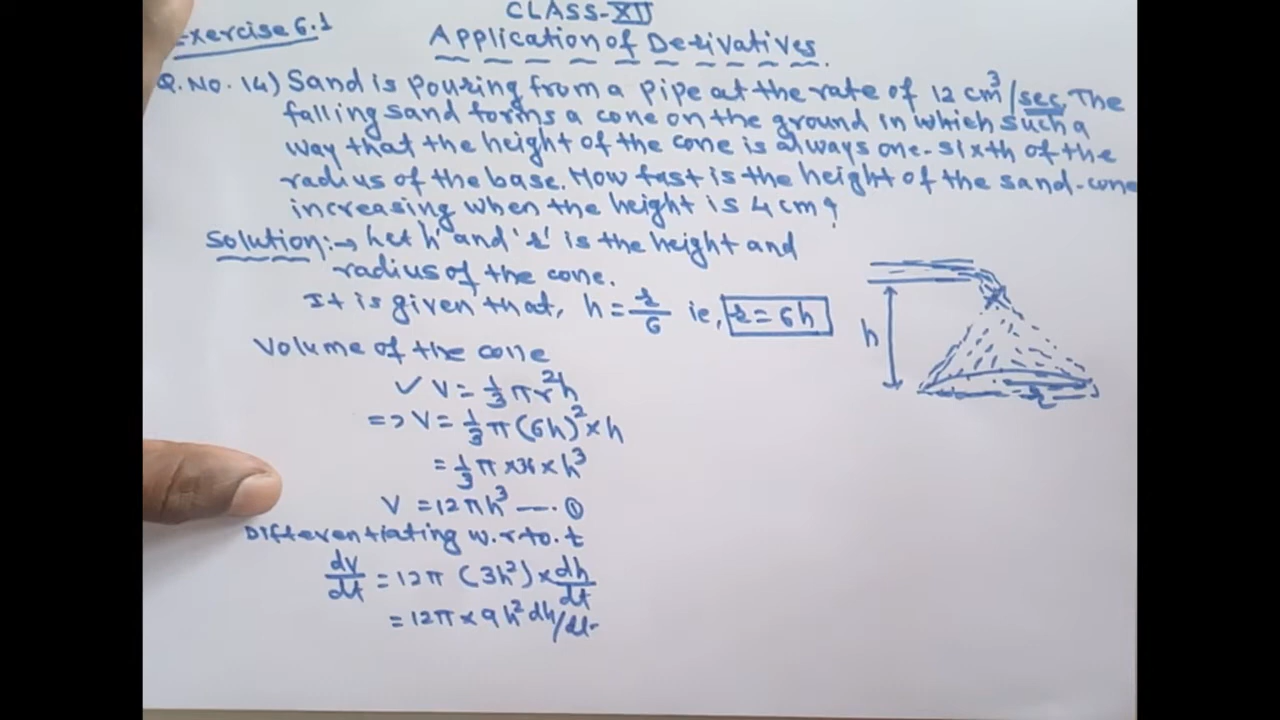 Exercise 6.1
CLASS-XII
Application of Derivatives.
Q. No. 14) Sand is pouring from a pipe at the rate of 12 cm³/sec. The
falling sand forms a cone on the ground in which such a
way that the height of the cone is always one-sixth of the
radius of the base. How fast is the height of the sand-cone
increasing when the height is 4 cm?
Solution:→ Let 'h' and 'r' is the height and
radius of the cone.
It is given that, h = r/6 ie, r = 6h
Volume of the cone
✓ V = 1/3 πr²h
=> V = 1/3 π(6h)² × h
= 1/3 π × 36 × h³
V = 12πh³ —.. ①
Differentiating w.r.to.t
dv/dt = 12π (3h²) × dh/dt
= 12π × 9h² dh/dt
h
r